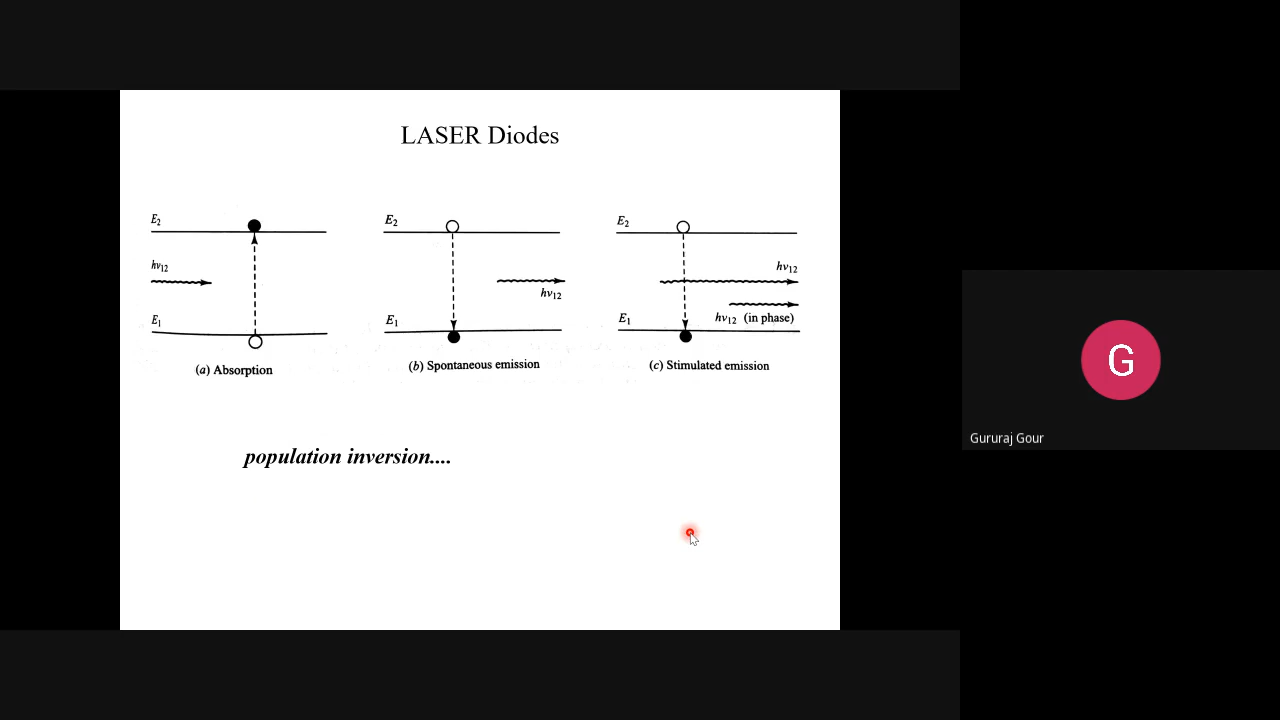 LASER Diodes
E2
hν12
E1
(a) Absorption
E2
hν12
E1
(b) Spontaneous emission
E2
hν12
hν12 (in phase)
E1
(c) Stimulated emission
population inversion....
G
Gururaj Gour